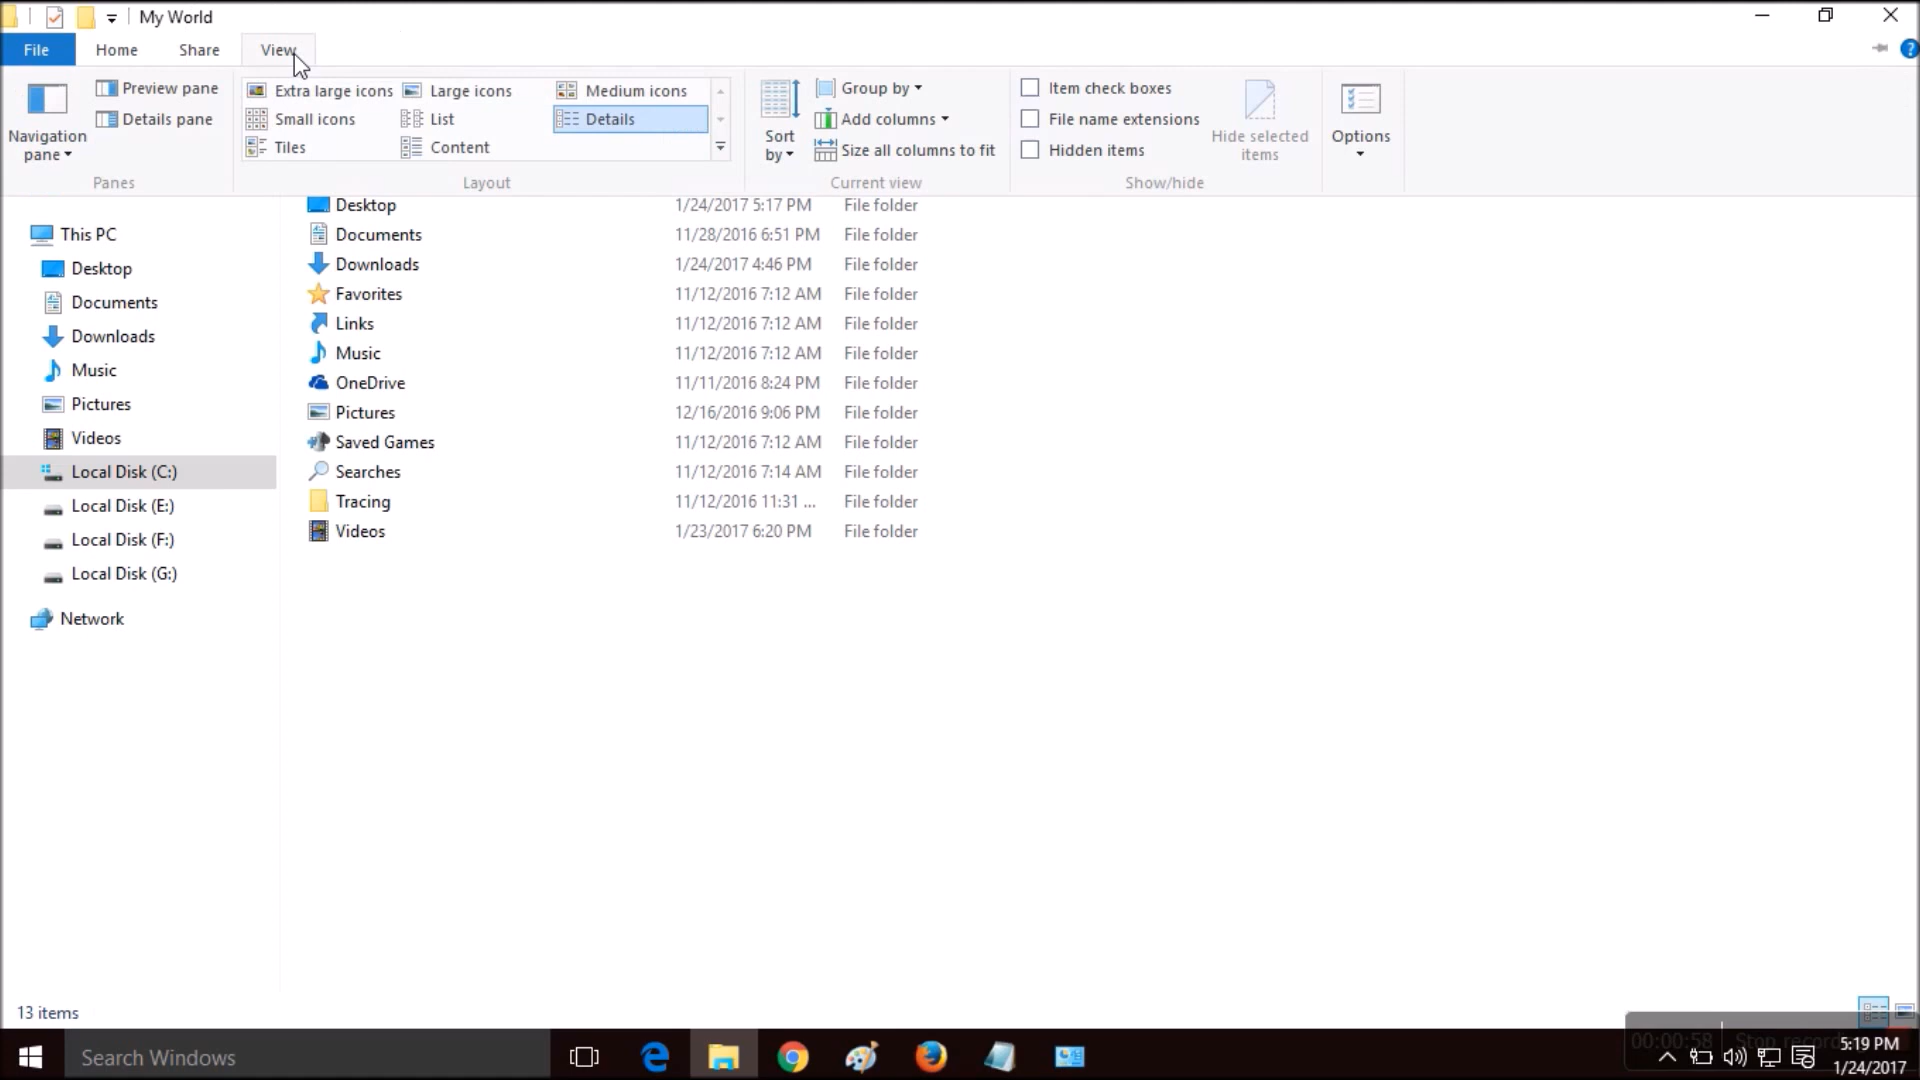 My World
File Home Share View
Navigation pane
Preview pane
Details pane
Panes
Extra large icons Large icons Medium icons
Small icons List Details
Tiles Content
Layout
Sort by
Group by
Add columns
Size all columns to fit
Current view
Item check boxes
File name extensions
Hidden items
Hide selected items
Show/hide
Options
This PC
Desktop
Documents
Downloads
Music
Pictures
Videos
Local Disk (C:)
Local Disk (E:)
Local Disk (F:)
Local Disk (G:)
Network
Desktop 1/24/2017 5:17 PM File folder
Documents 11/28/2016 6:51 PM File folder
Downloads 1/24/2017 4:46 PM File folder
Favorites 11/12/2016 7:12 AM File folder
Links 11/12/2016 7:12 AM File folder
Music 11/12/2016 7:12 AM File folder
OneDrive 11/11/2016 8:24 PM File folder
Pictures 12/16/2016 9:06 PM File folder
Saved Games 11/12/2016 7:12 AM File folder
Searches 11/12/2016 7:14 AM File folder
Tracing 11/12/2016 11:31 ... File folder
Videos 1/23/2017 6:20 PM File folder
13 items
Search Windows
00:00:58 Stop
5:19 PM
1/24/2017